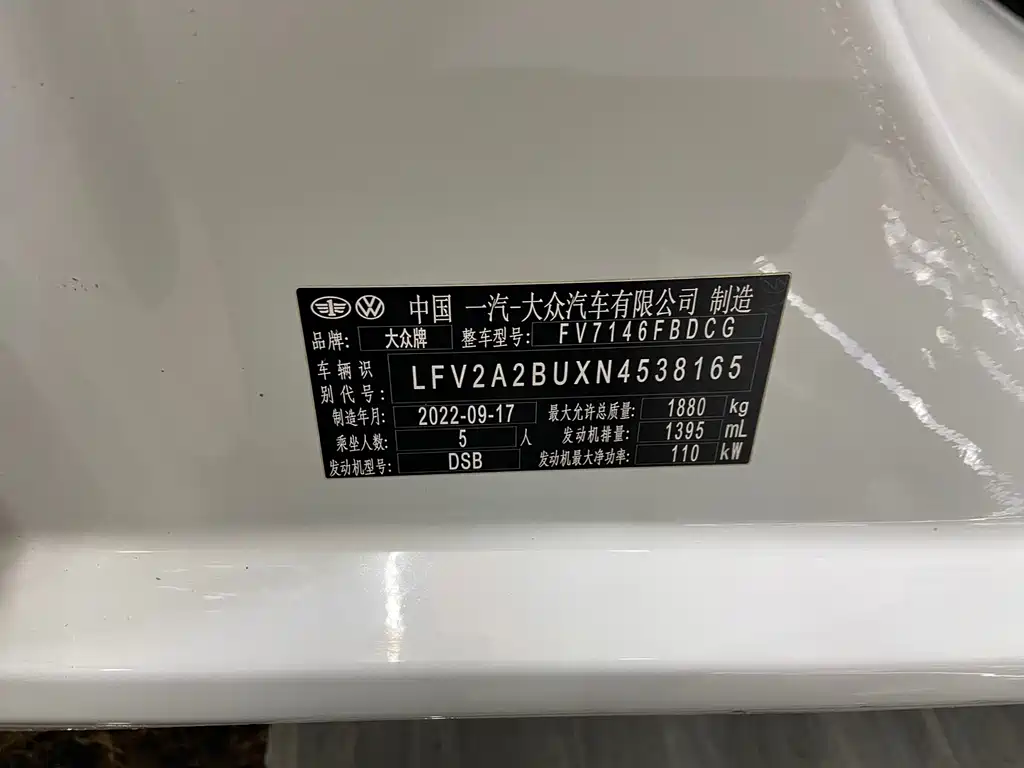 中国 一汽-大众汽车有限公司 制造
品牌: 大众牌 整车型号: FV7146FBDCG
车辆识别代号: LFV2A2BUXN4538165
制造年月: 2022-09-17 最大允许总质量: 1880 kg
乘坐人数: 5 人 发动机排量: 1395 mL
发动机型号: DSB 发动机最大净功率: 110 kW